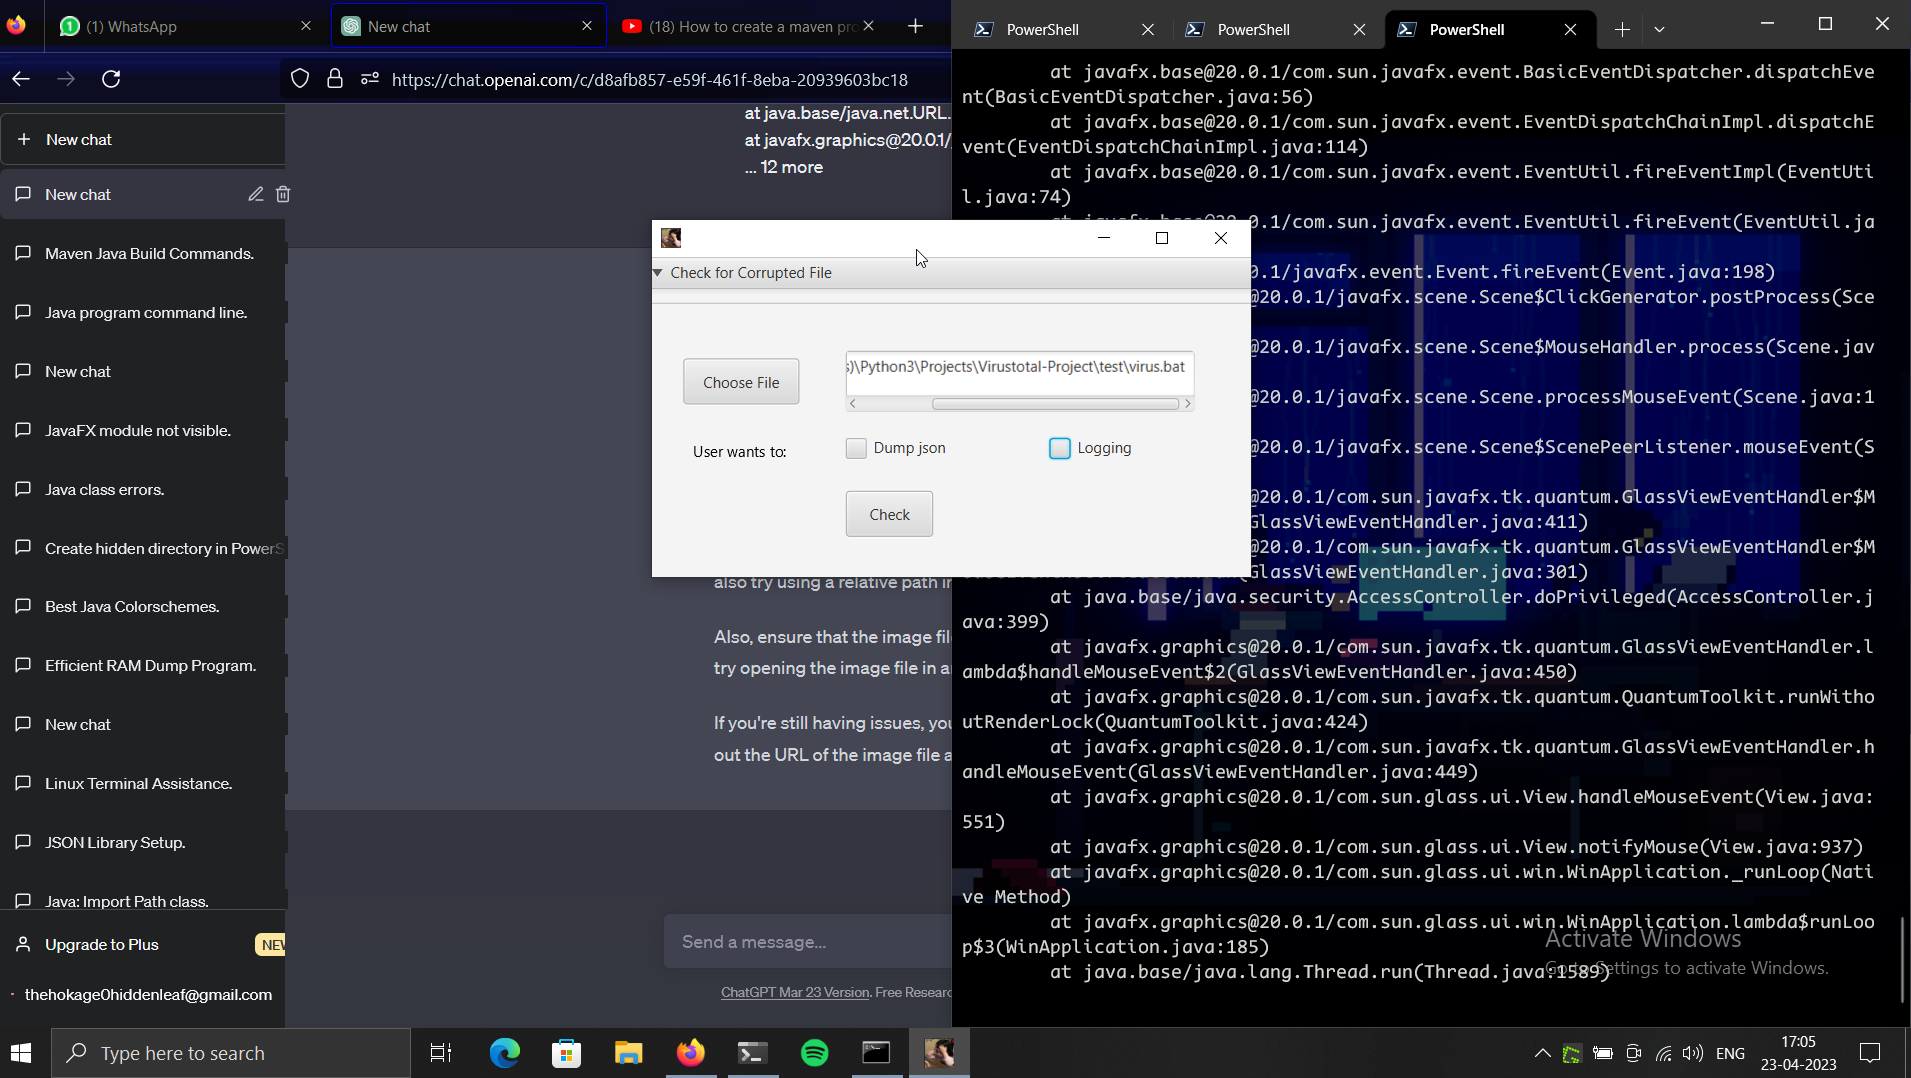 (1) WhatsApp
New chat
(18) How to create a maven pro
PowerShell
PowerShell
PowerShell
https://chat.openai.com/c/d8afb857-e59f-461f-8eba-20939603bc18
New chat
New chat
Maven Java Build Commands.
Java program command line.
New chat
JavaFX module not visible.
Java class errors.
Create hidden directory in PowerS
Best Java Colorschemes.
Efficient RAM Dump Program.
New chat
Linux Terminal Assistance.
JSON Library Setup.
Java: Import Path class.
Upgrade to Plus
NEW
thehokage0hiddenleaf@gmail.com
at java.base/java.net.URL.
at javafx.graphics@20.0.1/
... 12 more
also try using a relative path in
Also, ensure that the image fil
try opening the image file in a
If you're still having issues, you
out the URL of the image file a
Send a message...
ChatGPT Mar 23 Version. Free Researc
Check for Corrupted File
Choose File
s)\Python3\Projects\Virustotal-Project\test\virus.bat
User wants to:
Dump json
Logging
Check
at javafx.base@20.0.1/com.sun.javafx.event.BasicEventDispatcher.dispatchEve
nt(BasicEventDispatcher.java:56)
at javafx.base@20.0.1/com.sun.javafx.event.EventDispatchChainImpl.dispatchE
vent(EventDispatchChainImpl.java:114)
at javafx.base@20.0.1/com.sun.javafx.event.EventUtil.fireEventImpl(EventUti
l.java:74)
at javafx.base@20.0.1/com.sun.javafx.event.EventUtil.fireEvent(EventUtil.ja
0.1/javafx.event.Event.fireEvent(Event.java:198)
@20.0.1/javafx.scene.Scene$ClickGenerator.postProcess(Sce
@20.0.1/javafx.scene.Scene$MouseHandler.process(Scene.jav
@20.0.1/javafx.scene.Scene.processMouseEvent(Scene.java:1
@20.0.1/javafx.scene.Scene$ScenePeerListener.mouseEvent(S
@20.0.1/com.sun.javafx.tk.quantum.GlassViewEventHandler$M
GlassViewEventHandler.java:411)
@20.0.1/com.sun.javafx.tk.quantum.GlassViewEventHandler$M
GlassViewEventHandler.java:301)
at java.base/java.security.AccessController.doPrivileged(AccessController.j
ava:399)
at javafx.graphics@20.0.1/com.sun.javafx.tk.quantum.GlassViewEventHandler.l
ambda$handleMouseEvent$2(GlassViewEventHandler.java:450)
at javafx.graphics@20.0.1/com.sun.javafx.tk.quantum.QuantumToolkit.runWitho
utRenderLock(QuantumToolkit.java:424)
at javafx.graphics@20.0.1/com.sun.javafx.tk.quantum.GlassViewEventHandler.h
andleMouseEvent(GlassViewEventHandler.java:449)
at javafx.graphics@20.0.1/com.sun.glass.ui.View.handleMouseEvent(View.java:
551)
at javafx.graphics@20.0.1/com.sun.glass.ui.View.notifyMouse(View.java:937)
at javafx.graphics@20.0.1/com.sun.glass.ui.win.WinApplication._runLoop(Nati
ve Method)
at javafx.graphics@20.0.1/com.sun.glass.ui.win.WinApplication.lambda$runLoo
p$3(WinApplication.java:185)
at java.base/java.lang.Thread.run(Thread.java:1589)
Activate Windows
Go to Settings to activate Windows.
Type here to search
ENG
17:05
23-04-2023